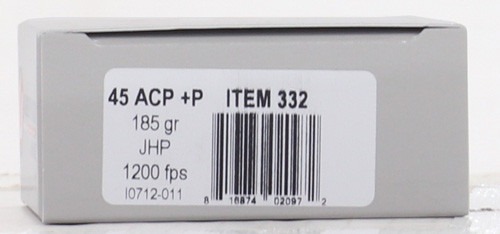 45 ACP +P ITEM 332
185 gr
JHP
1200 fps
I0712-011
8 16874 02097 2